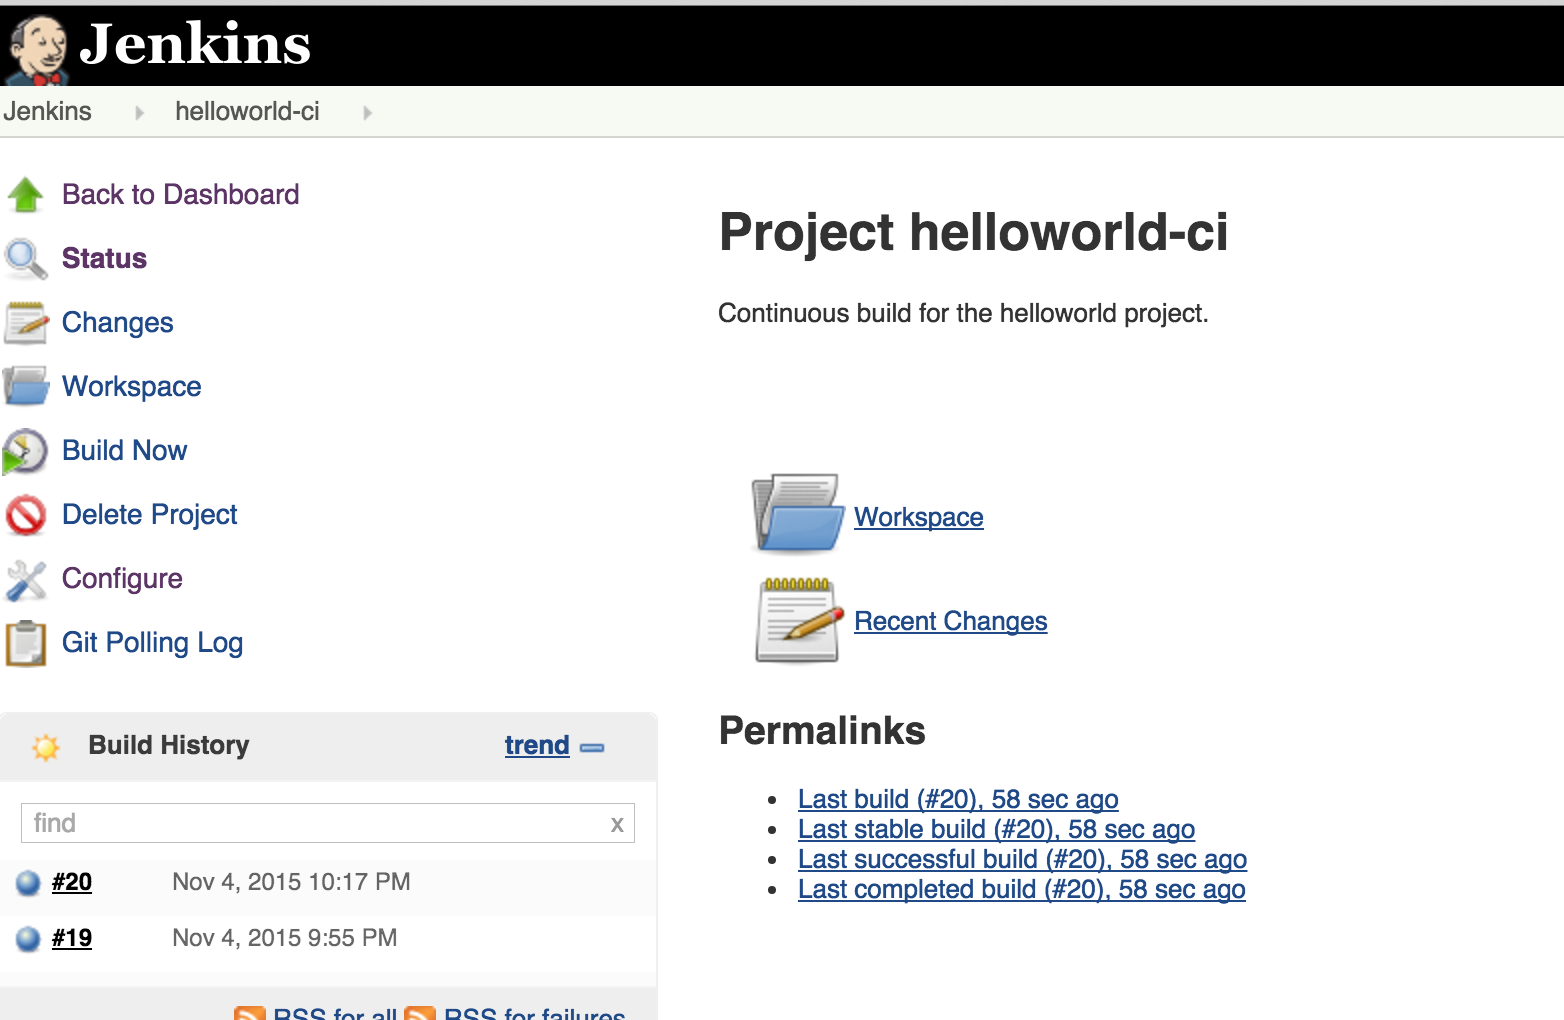 Jenkins
Jenkins helloworld-ci
Back to Dashboard
Status
Changes
Workspace
Build Now
Delete Project
Configure
Git Polling Log
Build History trend
find x
#20 Nov 4, 2015 10:17 PM
#19 Nov 4, 2015 9:55 PM
RSS for all RSS for failures
Project helloworld-ci
Continuous build for the helloworld project.
Workspace
Recent Changes
Permalinks
Last build (#20), 58 sec ago
Last stable build (#20), 58 sec ago
Last successful build (#20), 58 sec ago
Last completed build (#20), 58 sec ago